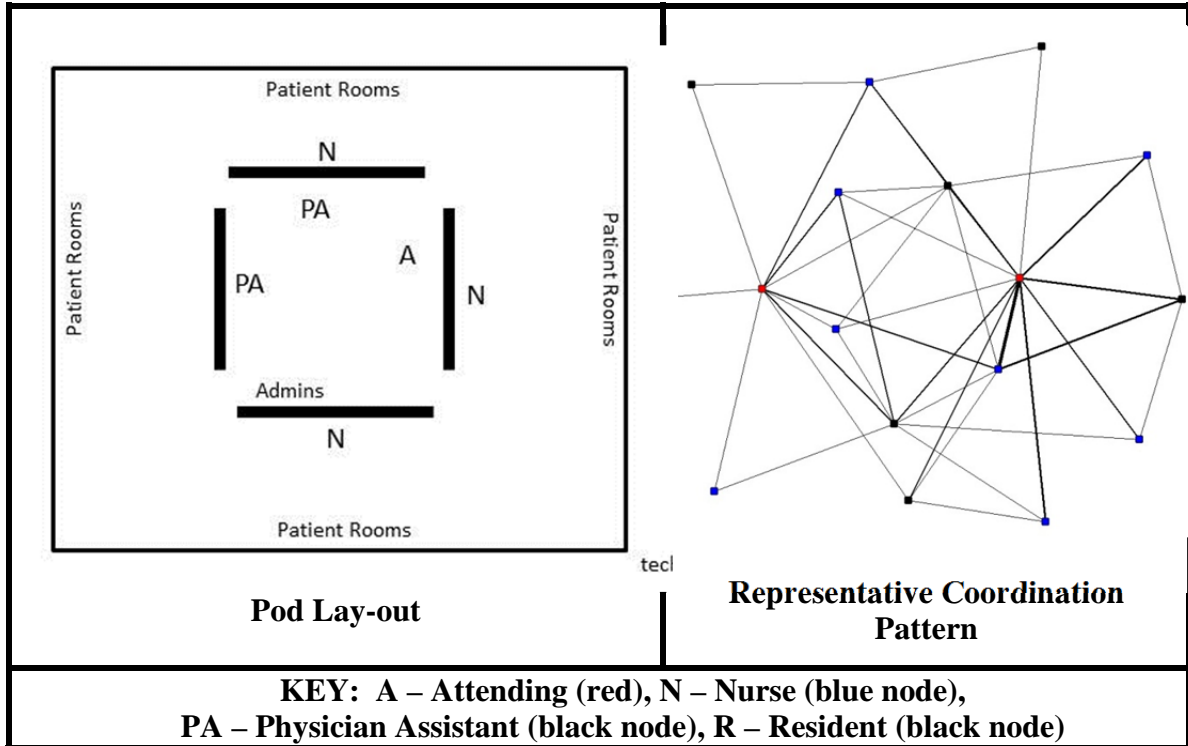 Patient Rooms
N
PA
Patient Rooms
PA
A
N
Patient Rooms
Admins
N
Patient Rooms
Pod Lay-out
Representative Coordination
Pattern
KEY: A – Attending (red), N – Nurse (blue node),
PA – Physician Assistant (black node), R – Resident (black node)